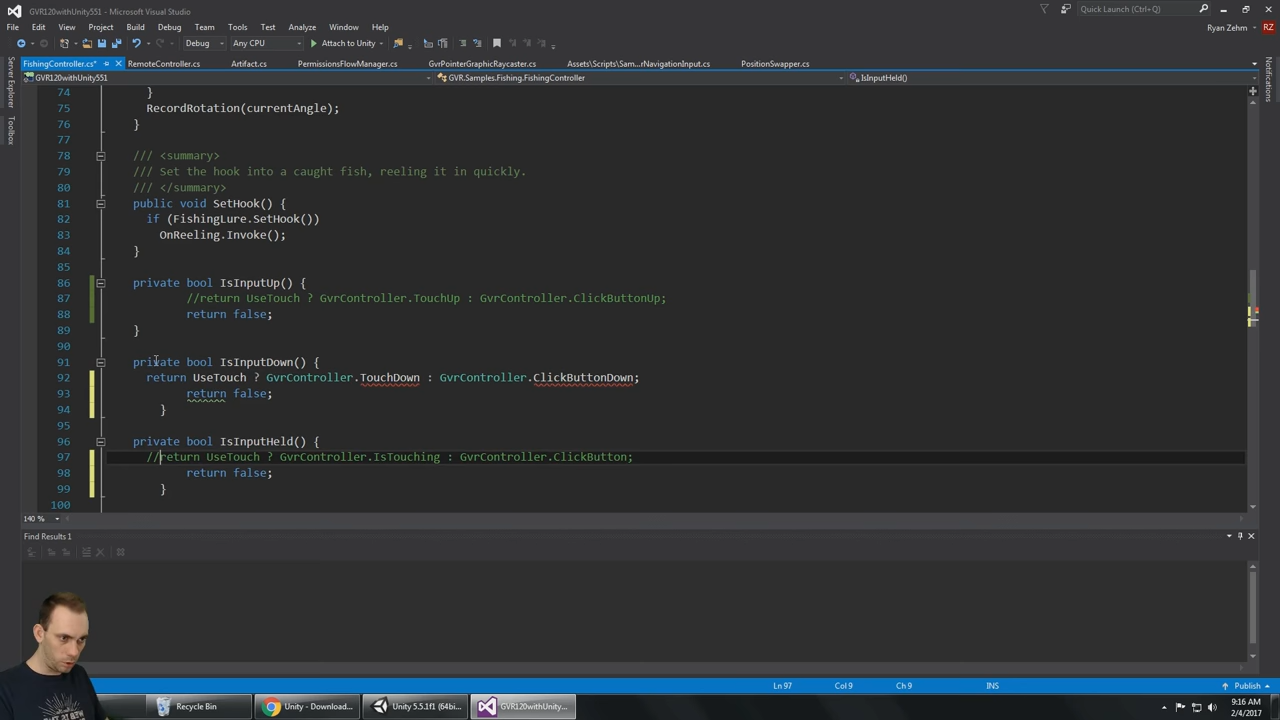 GVR120withUnity551 - Microsoft Visual Studio
Quick Launch (Ctrl+Q)
File Edit View Project Build Debug Team Tools Analyze Window Help
Ryan Zehm RZ
Debug Any CPU Attach to Unity
FishingController.cs* RemoteController.cs Artifact.cs PermissionsFlowManager.cs GvrPointerGraphicRaycaster.cs Assets\Scripts\Sam...rNavigationInput.cs PositionSwapper.cs
GVR120withUnity551 GVR.Samples.Fishing.FishingController IsInputHeld()
Server Explorer
Toolbox
Notifications
74 }
75 RecordRotation(currentAngle);
76 }
77
78 /// <summary>
79 /// Set the hook into a caught fish, reeling it in quickly.
80 /// </summary>
81 public void SetHook() {
82 if (FishingLure.SetHook())
83 OnReeling.Invoke();
84 }
85
86 private bool IsInputUp() {
87 //return UseTouch ? GvrController.TouchUp : GvrController.ClickButtonUp;
88 return false;
89 }
90
91 private bool IsInputDown() {
92 return UseTouch ? GvrController.TouchDown : GvrController.ClickButtonDown;
93 return false;
94 }
95
96 private bool IsInputHeld() {
97 //return UseTouch ? GvrController.IsTouching : GvrController.ClickButton;
98 return false;
99 }
100
140 %
Find Results 1
Ln 97 Col 9 Ch 9 INS Publish
Recycle Bin Unity - Download... Unity 5.5.1f1 (64bi... GVR120withUnity...
9:16 AM
2/4/2017